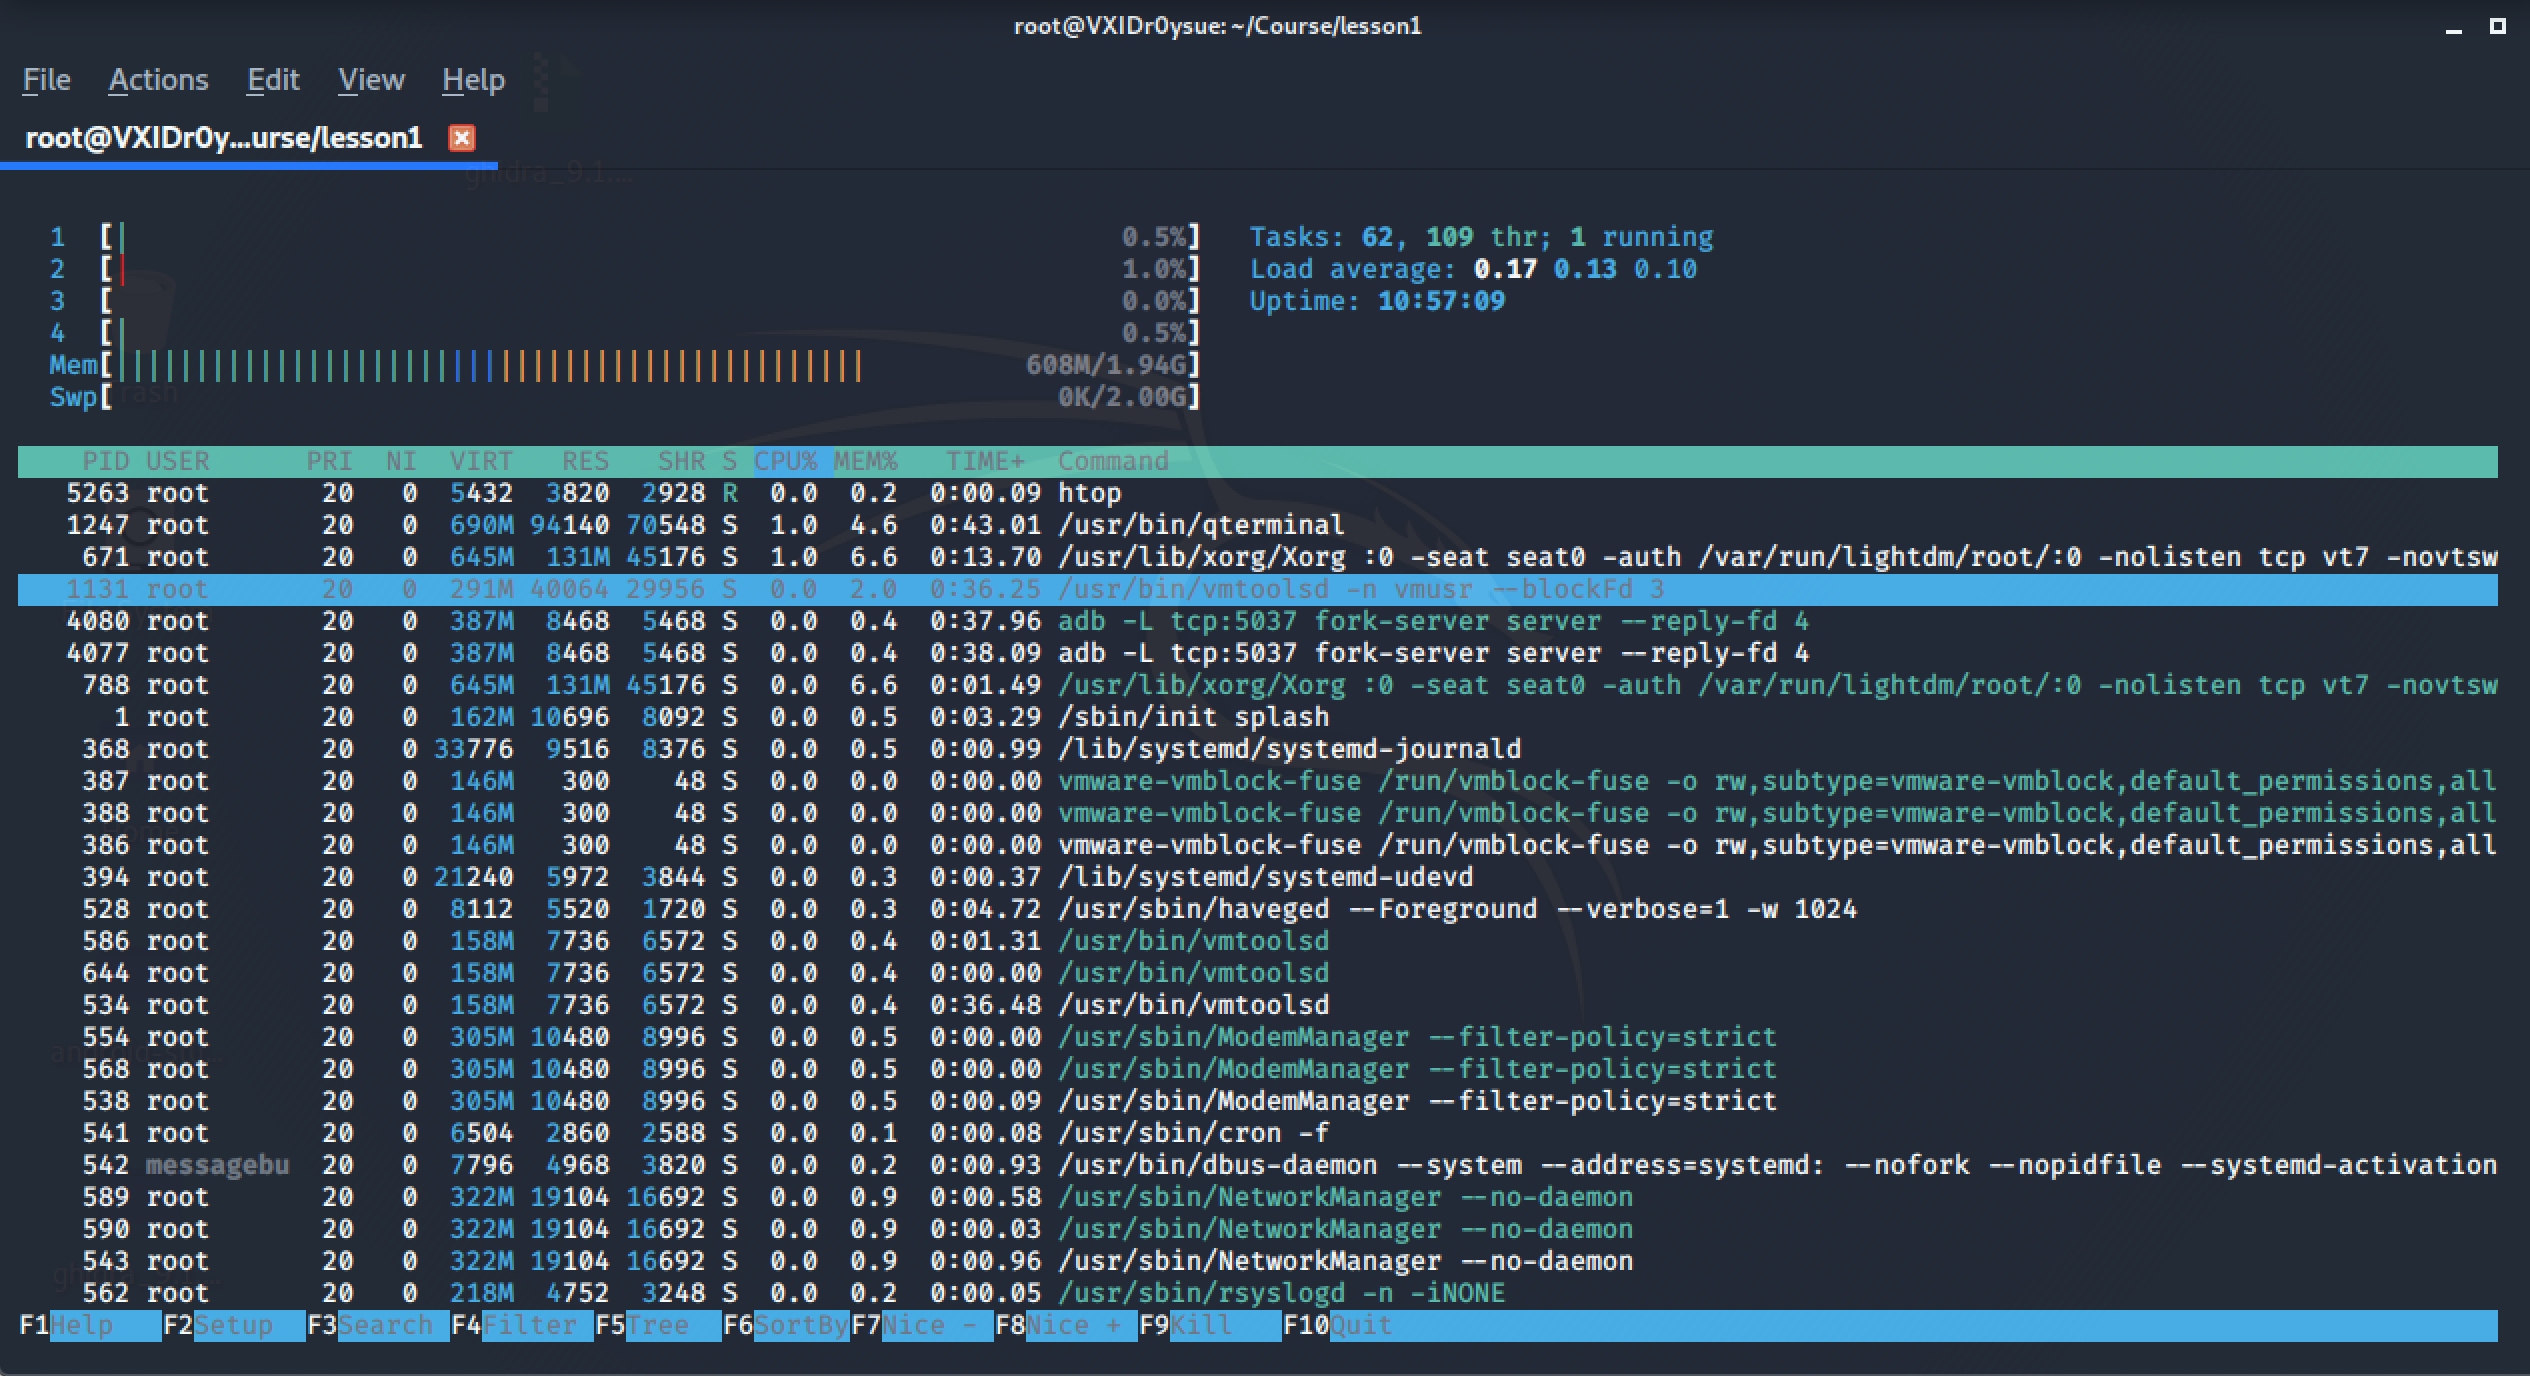 root@VXIDr0ysue: ~/Course/lesson1
File Actions Edit View Help
root@VXIDr0y...urse/lesson1
ghidra_9.1....
1 [| 0.5%] Tasks: 62, 109 thr; 1 running
2 [| 1.0%] Load average: 0.17 0.13 0.10
3 [ 0.0%] Uptime: 10:57:09
4 [| 0.5%]
Mem[||||||||||||||||||||||||||||||||||||||||||||||| 608M/1.94G]
Swp[ 0K/2.00G]
PID USER PRI NI VIRT RES SHR S CPU% MEM% TIME+ Command
5263 root 20 0 5432 3820 2928 R 0.0 0.2 0:00.09 htop
1247 root 20 0 690M 94140 70548 S 1.0 4.6 0:43.01 /usr/bin/qterminal
671 root 20 0 645M 131M 45176 S 1.0 6.6 0:13.70 /usr/lib/xorg/Xorg :0 -seat seat0 -auth /var/run/lightdm/root/:0 -nolisten tcp vt7 -novtsw
1131 root 20 0 291M 40064 29956 S 0.0 2.0 0:36.25 /usr/bin/vmtoolsd -n vmusr --blockFd 3
4080 root 20 0 387M 8468 5468 S 0.0 0.4 0:37.96 adb -L tcp:5037 fork-server server --reply-fd 4
4077 root 20 0 387M 8468 5468 S 0.0 0.4 0:38.09 adb -L tcp:5037 fork-server server --reply-fd 4
788 root 20 0 645M 131M 45176 S 0.0 6.6 0:01.49 /usr/lib/xorg/Xorg :0 -seat seat0 -auth /var/run/lightdm/root/:0 -nolisten tcp vt7 -novtsw
1 root 20 0 162M 10696 8092 S 0.0 0.5 0:03.29 /sbin/init splash
368 root 20 0 33776 9516 8376 S 0.0 0.5 0:00.99 /lib/systemd/systemd-journald
387 root 20 0 146M 300 48 S 0.0 0.0 0:00.00 vmware-vmblock-fuse /run/vmblock-fuse -o rw,subtype=vmware-vmblock,default_permissions,all
388 root 20 0 146M 300 48 S 0.0 0.0 0:00.00 vmware-vmblock-fuse /run/vmblock-fuse -o rw,subtype=vmware-vmblock,default_permissions,all
386 root 20 0 146M 300 48 S 0.0 0.0 0:00.00 vmware-vmblock-fuse /run/vmblock-fuse -o rw,subtype=vmware-vmblock,default_permissions,all
394 root 20 0 21240 5972 3844 S 0.0 0.3 0:00.37 /lib/systemd/systemd-udevd
528 root 20 0 8112 5520 1720 S 0.0 0.3 0:04.72 /usr/sbin/haveged --Foreground --verbose=1 -w 1024
586 root 20 0 158M 7736 6572 S 0.0 0.4 0:01.31 /usr/bin/vmtoolsd
644 root 20 0 158M 7736 6572 S 0.0 0.4 0:00.00 /usr/bin/vmtoolsd
534 root 20 0 158M 7736 6572 S 0.0 0.4 0:36.48 /usr/bin/vmtoolsd
554 root 20 0 305M 10480 8996 S 0.0 0.5 0:00.00 /usr/sbin/ModemManager --filter-policy=strict
568 root 20 0 305M 10480 8996 S 0.0 0.5 0:00.00 /usr/sbin/ModemManager --filter-policy=strict
538 root 20 0 305M 10480 8996 S 0.0 0.5 0:00.09 /usr/sbin/ModemManager --filter-policy=strict
541 root 20 0 6504 2860 2588 S 0.0 0.1 0:00.08 /usr/sbin/cron -f
542 messagebu 20 0 7796 4968 3820 S 0.0 0.2 0:00.93 /usr/bin/dbus-daemon --system --address=systemd: --nofork --nopidfile --systemd-activation
589 root 20 0 322M 19104 16692 S 0.0 0.9 0:00.58 /usr/sbin/NetworkManager --no-daemon
590 root 20 0 322M 19104 16692 S 0.0 0.9 0:00.03 /usr/sbin/NetworkManager --no-daemon
543 root 20 0 322M 19104 16692 S 0.0 0.9 0:00.96 /usr/sbin/NetworkManager --no-daemon
562 root 20 0 218M 4752 3248 S 0.0 0.2 0:00.05 /usr/sbin/rsyslogd -n -iNONE
F1Help F2Setup F3Search F4Filter F5Tree F6SortBy F7Nice - F8Nice + F9Kill F10Quit